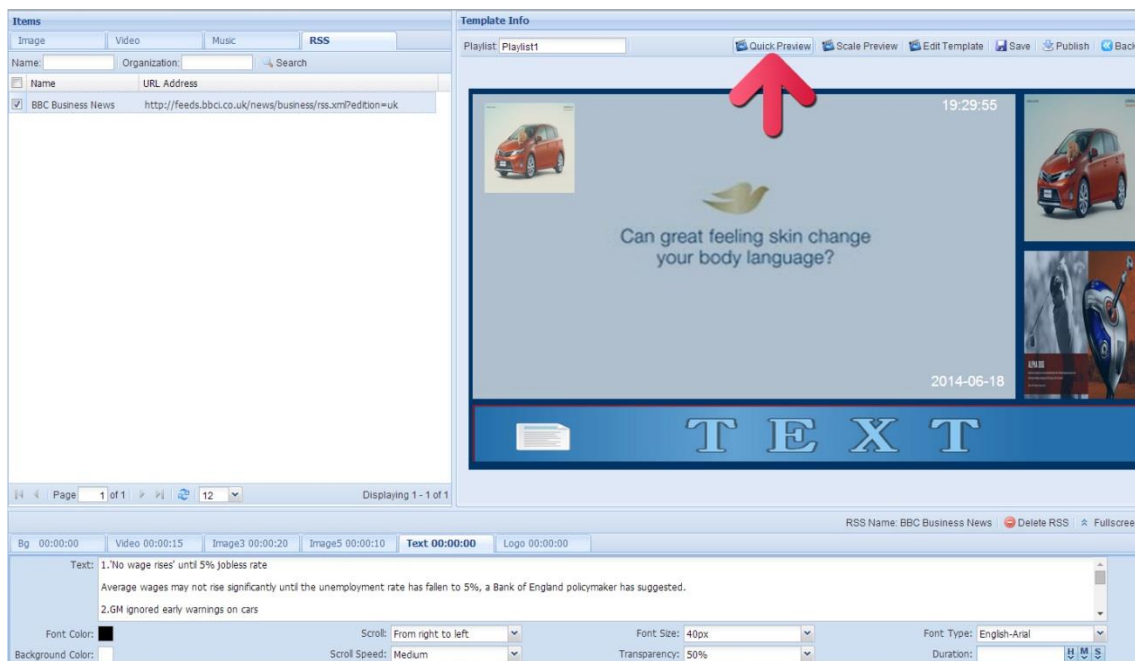 Items
Image Video Music RSS
Name: Organization: Search
Name URL Address
BBC Business News http://feeds.bbci.co.uk/news/business/rss.xml?edition=uk
Page 1 of 1 12 Displaying 1 - 1 of 1
Template Info
Playlist: Playlist1 Quick Preview Scale Preview Edit Template Save Publish Back
19:29:55
Can great feeling skin change
your body language?
2014-06-18
TEXT
RSS Name: BBC Business News Delete RSS Fullscree
Bg 00:00:00 Video 00:00:15 Image3 00:00:20 Image5 00:00:10 Text 00:00:00 Logo 00:00:00
Text: 1.'No wage rises' until 5% jobless rate
Average wages may not rise significantly until the unemployment rate has fallen to 5%, a Bank of England policymaker has suggested.
2.GM ignored early warnings on cars
Font Color: Scroll: From right to left Font Size: 40px Font Type: English-Arial
Background Color: Scroll Speed: Medium Transparency: 50% Duration: H M S